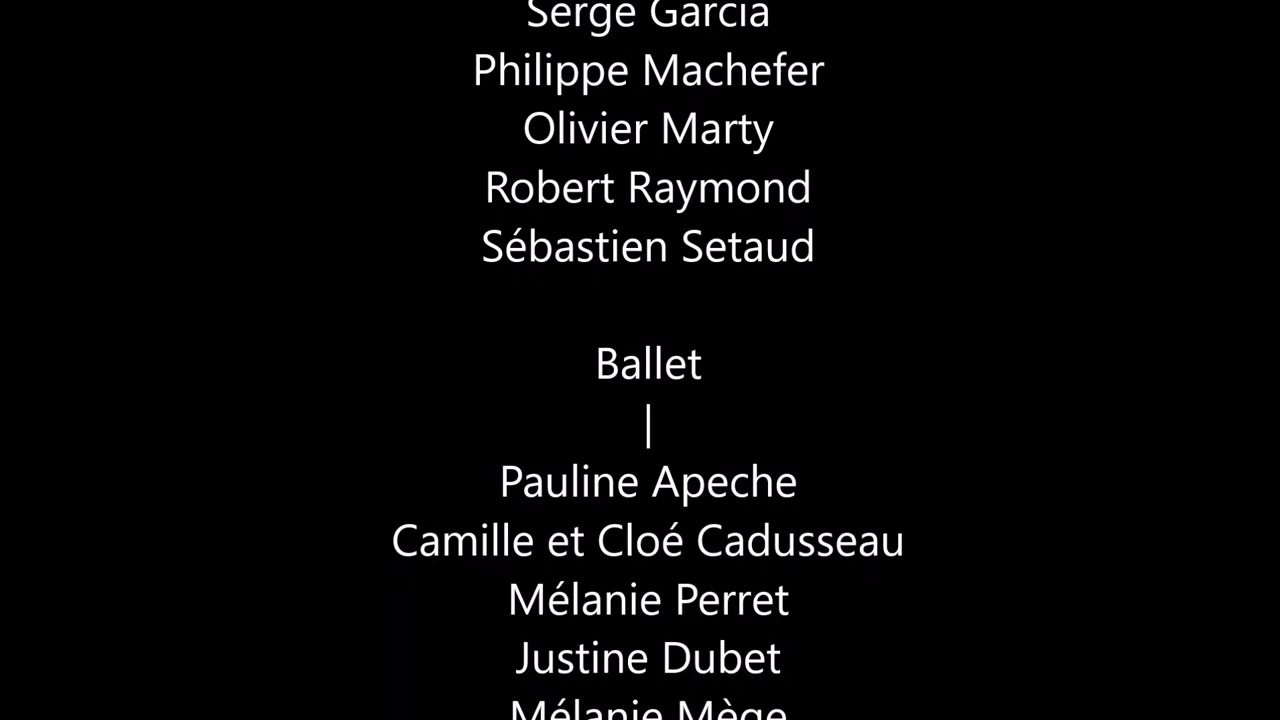 Serge Garcia
Philippe Machefer
Olivier Marty
Robert Raymond
Sébastien Setaud
Ballet
|
Pauline Apeche
Camille et Cloé Cadusseau
Mélanie Perret
Justine Dubet
Mélanie Mège